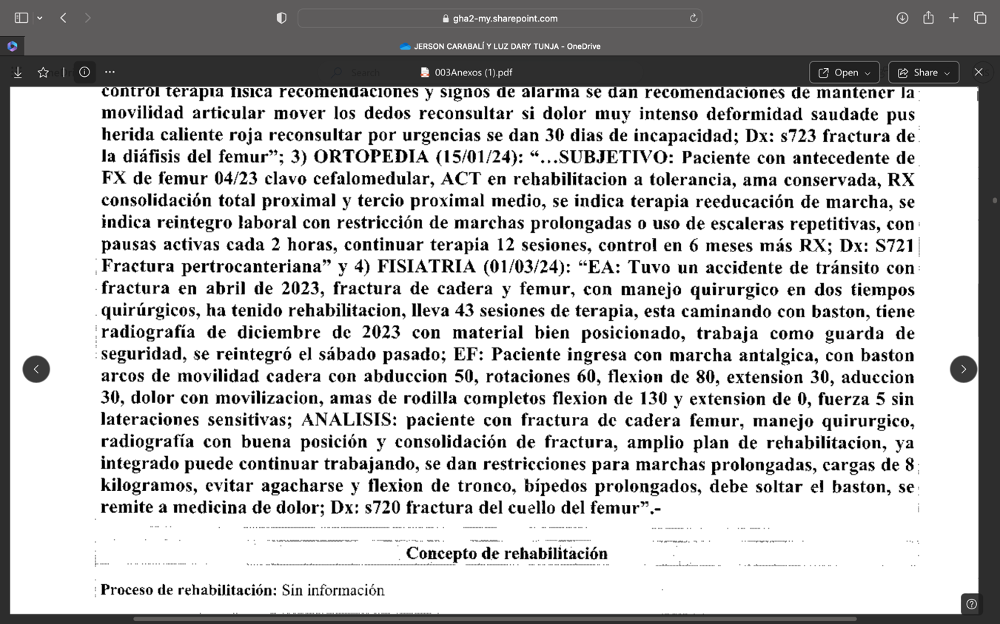 gha2-my.sharepoint.com
JERSON CARABALÍ Y LUZ DARY TUNJA - OneDrive
Search
003Anexos (1).pdf
Open
Share
control terapia fisica recomendaciones y signos de alarma se dan recomendaciones de mantener la
movilidad articular mover los dedos reconsultar si dolor muy intenso deformidad saudade pus
herida caliente roja reconsultar por urgencias se dan 30 dias de incapacidad; Dx: s723 fractura de
la diáfisis del femur”; 3) ORTOPEDIA (15/01/24): “…SUBJETIVO: Paciente con antecedente de
FX de femur 04/23 clavo cefalomedular, ACT en rehabilitacion a tolerancia, ama conservada, RX
consolidación total proximal y tercio proximal medio, se indica terapia reeducación de marcha, se
indica reintegro laboral con restricción de marchas prolongadas o uso de escaleras repetitivas, con
pausas activas cada 2 horas, continuar terapia 12 sesiones, control en 6 meses más RX; Dx: S721
Fractura pertrocanteriana” y 4) FISIATRIA (01/03/24): “EA: Tuvo un accidente de tránsito con
fractura en abril de 2023, fractura de cadera y femur, con manejo quirurgico en dos tiempos
quirúrgicos, ha tenido rehabilitacion, lleva 43 sesiones de terapia, esta caminando con baston, tiene
radiografía de diciembre de 2023 con material bien posicionado, trabaja como guarda de
seguridad, se reintegró el sábado pasado; EF: Paciente ingresa con marcha antalgica, con baston
arcos de movilidad cadera con abduccion 50, rotaciones 60, flexion de 80, extension 30, aduccion
30, dolor con movilizacion, amas de rodilla completos flexion de 130 y extension de 0, fuerza 5 sin
lateraciones sensitivas; ANALISIS: paciente con fractura de cadera femur, manejo quirurgico,
radiografía con buena posición y consolidación de fractura, amplio plan de rehabilitacion, ya
integrado puede continuar trabajando, se dan restricciones para marchas prolongadas, cargas de 8
kilogramos, evitar agacharse y flexion de tronco, bípedos prolongados, debe soltar el baston, se
remite a medicina de dolor; Dx: s720 fractura del cuello del femur”.-
Concepto de rehabilitación
Proceso de rehabilitación: Sin información